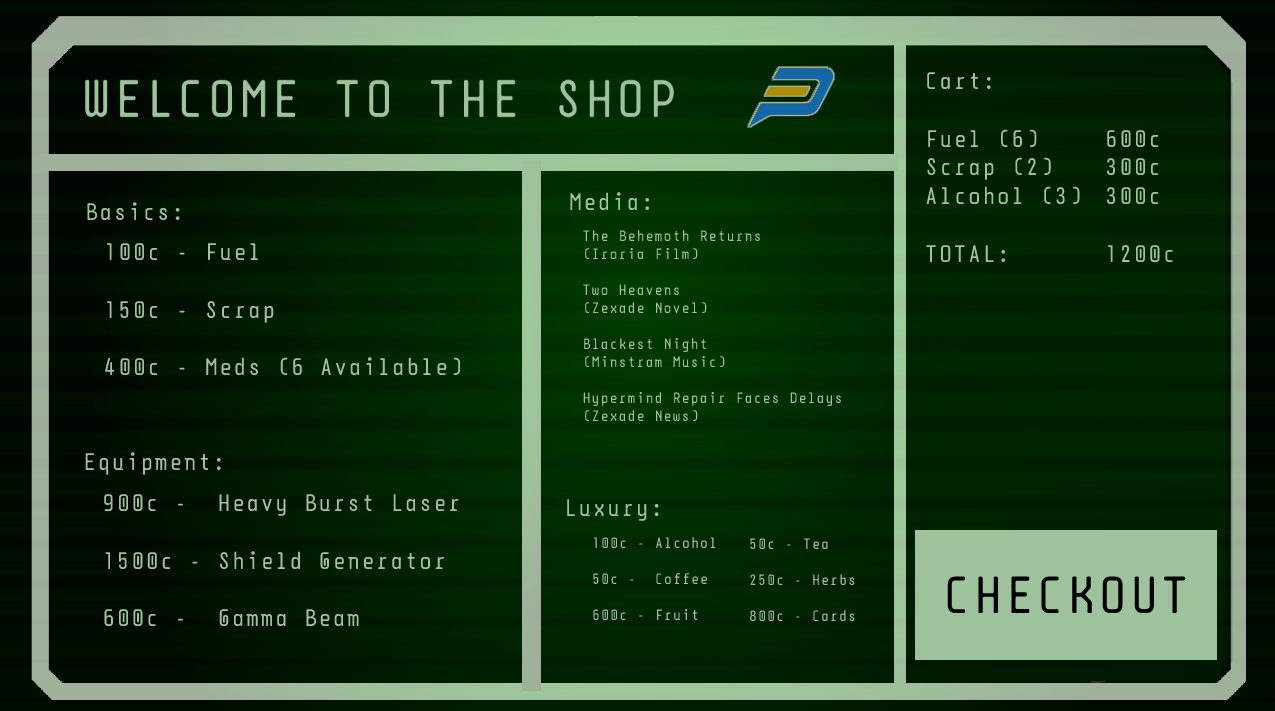 WELCOME TO THE SHOP
Basics:
100c - Fuel
150c - Scrap
400c - Meds (6 Available)
Equipment:
900c - Heavy Burst Laser
1500c - Shield Generator
600c - Gamma Beam
Media:
The Behemoth Returns
(Iroria Film)
Two Heavens
(Zexade Novel)
Blackest Night
(Minstram Music)
Hypermind Repair Faces Delays
(Zexade News)
Luxury:
100c - Alcohol 50c - Tea
50c - Coffee 250c - Herbs
600c - Fruit 800c - Cards
Cart:
Fuel (6) 600c
Scrap (2) 300c
Alcohol (3) 300c
TOTAL: 1200c
CHECKOUT